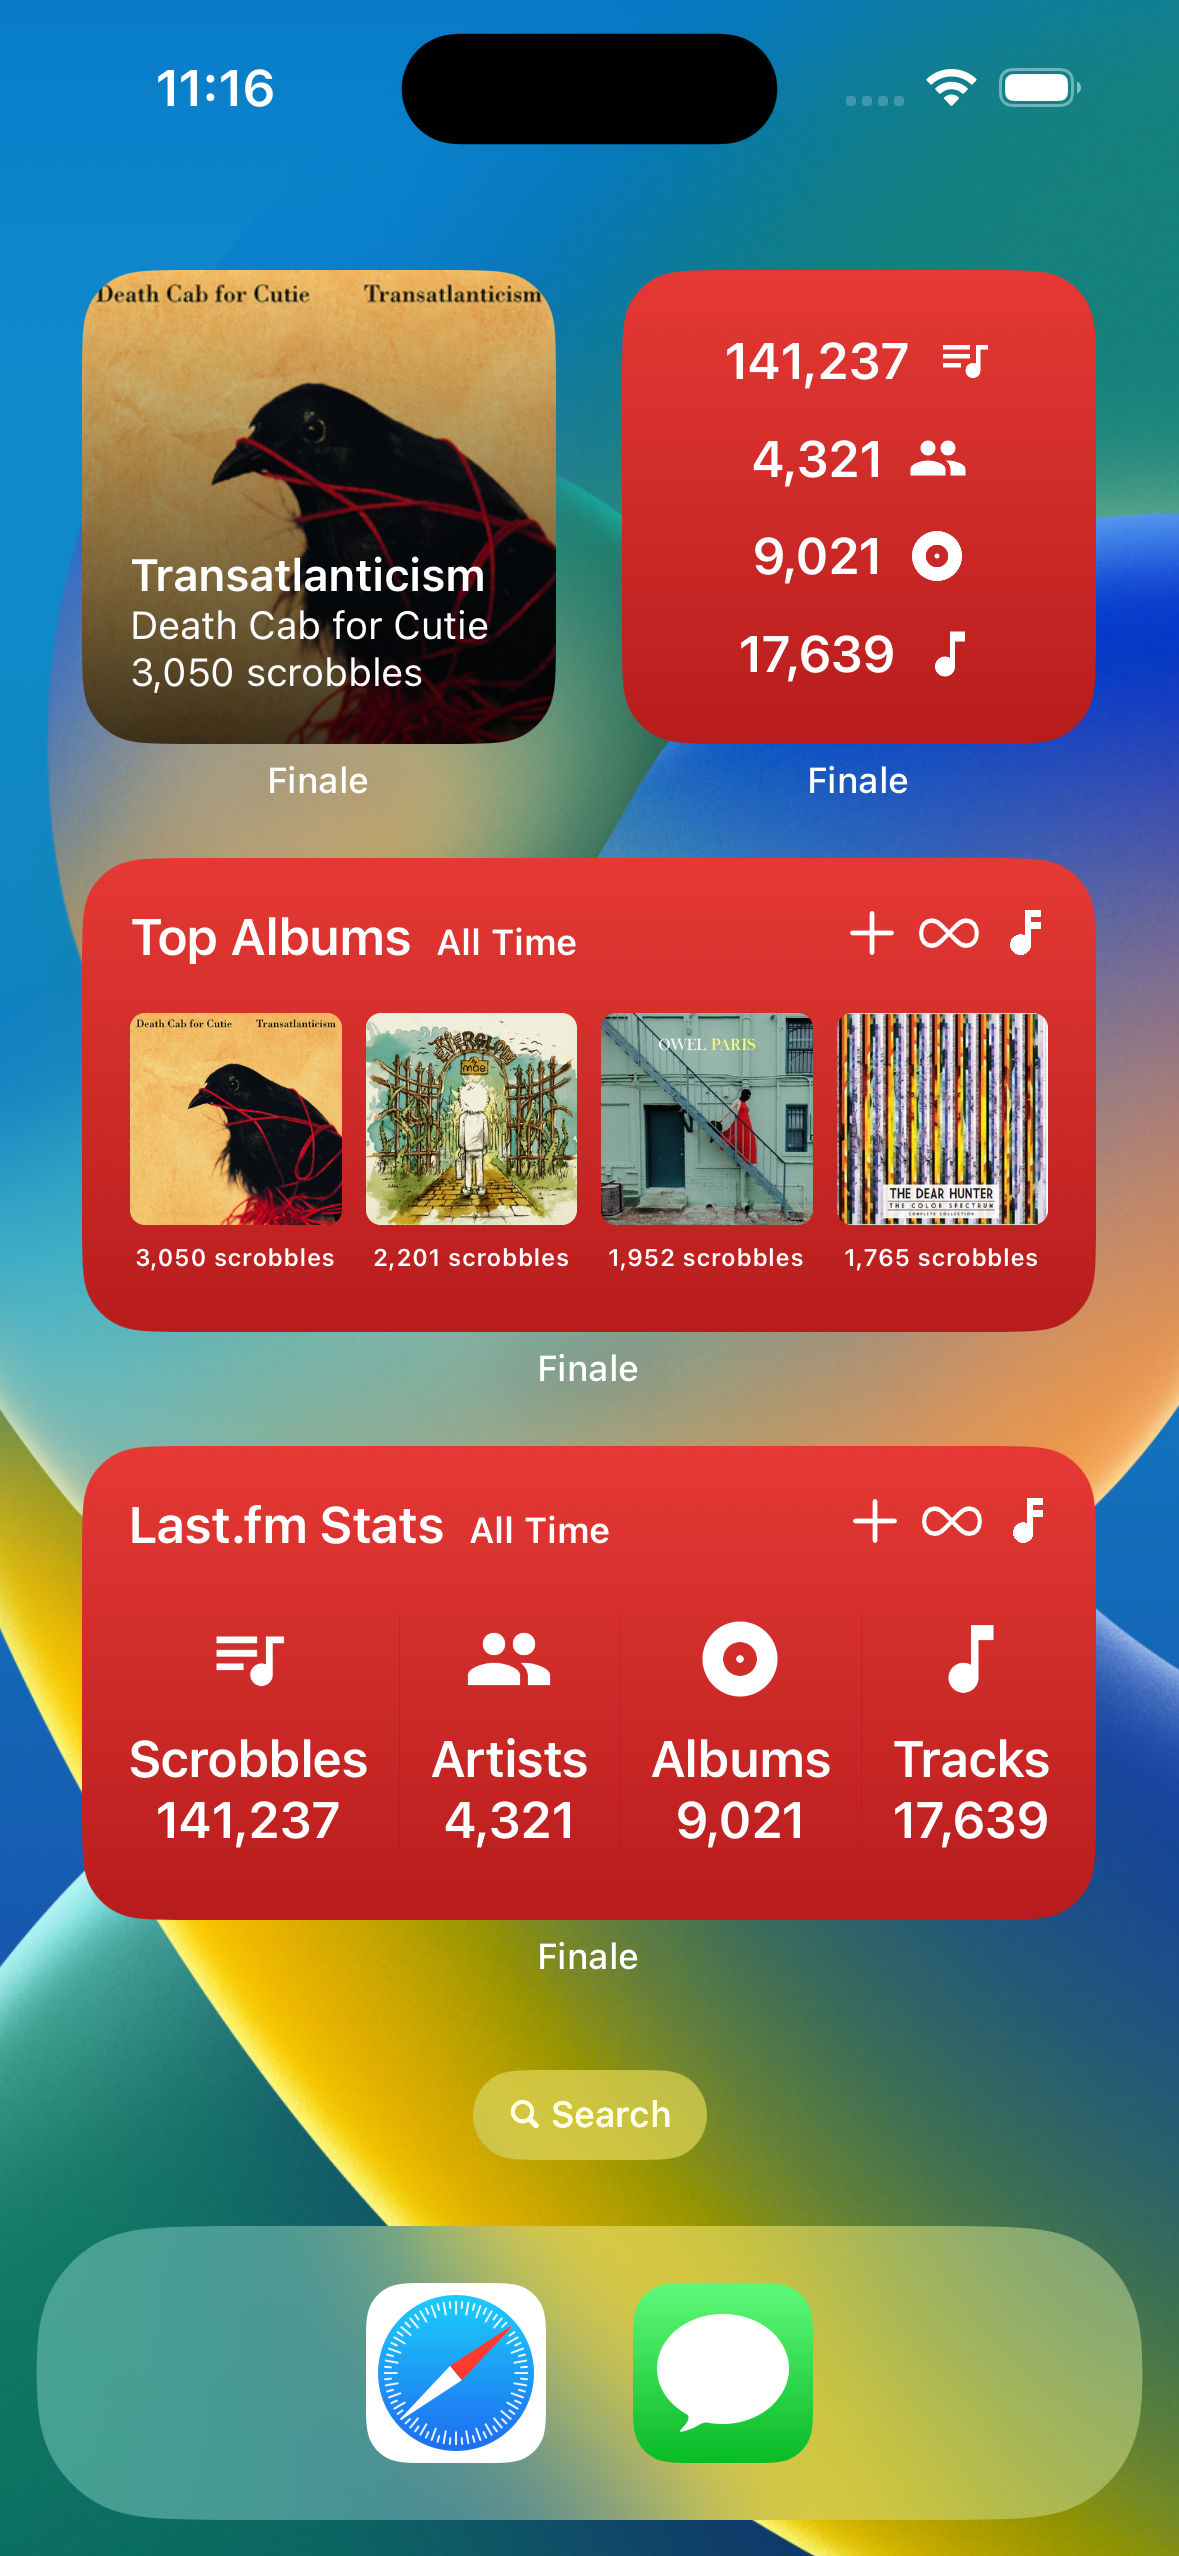 11:16
Death Cab for Cutie Transatlanticism
Transatlanticism
Death Cab for Cutie
3,050 scrobbles
141,237
4,321
9,021
17,639
Finale
Finale
Top Albums All Time
Death Cab for Cutie Transatlanticism
EVERGLOW
mae
OWEL PARIS
THE DEAR HUNTER
THE COLOR SPECTRUM
COMPLETE COLLECTION
3,050 scrobbles
2,201 scrobbles
1,952 scrobbles
1,765 scrobbles
Finale
Last.fm Stats All Time
Scrobbles
141,237
Artists
4,321
Albums
9,021
Tracks
17,639
Finale
Search